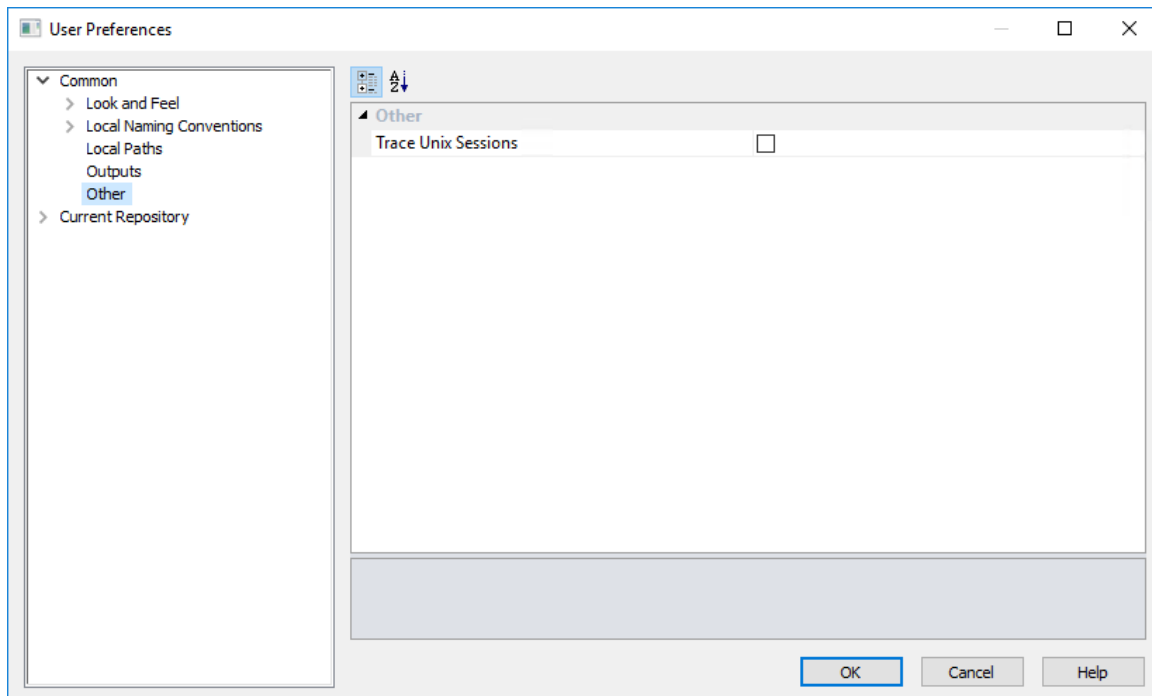 User Preferences
Common
Look and Feel
Local Naming Conventions
Local Paths
Outputs
Other
Current Repository
A
Z
Other
Trace Unix Sessions
OK
Cancel
Help